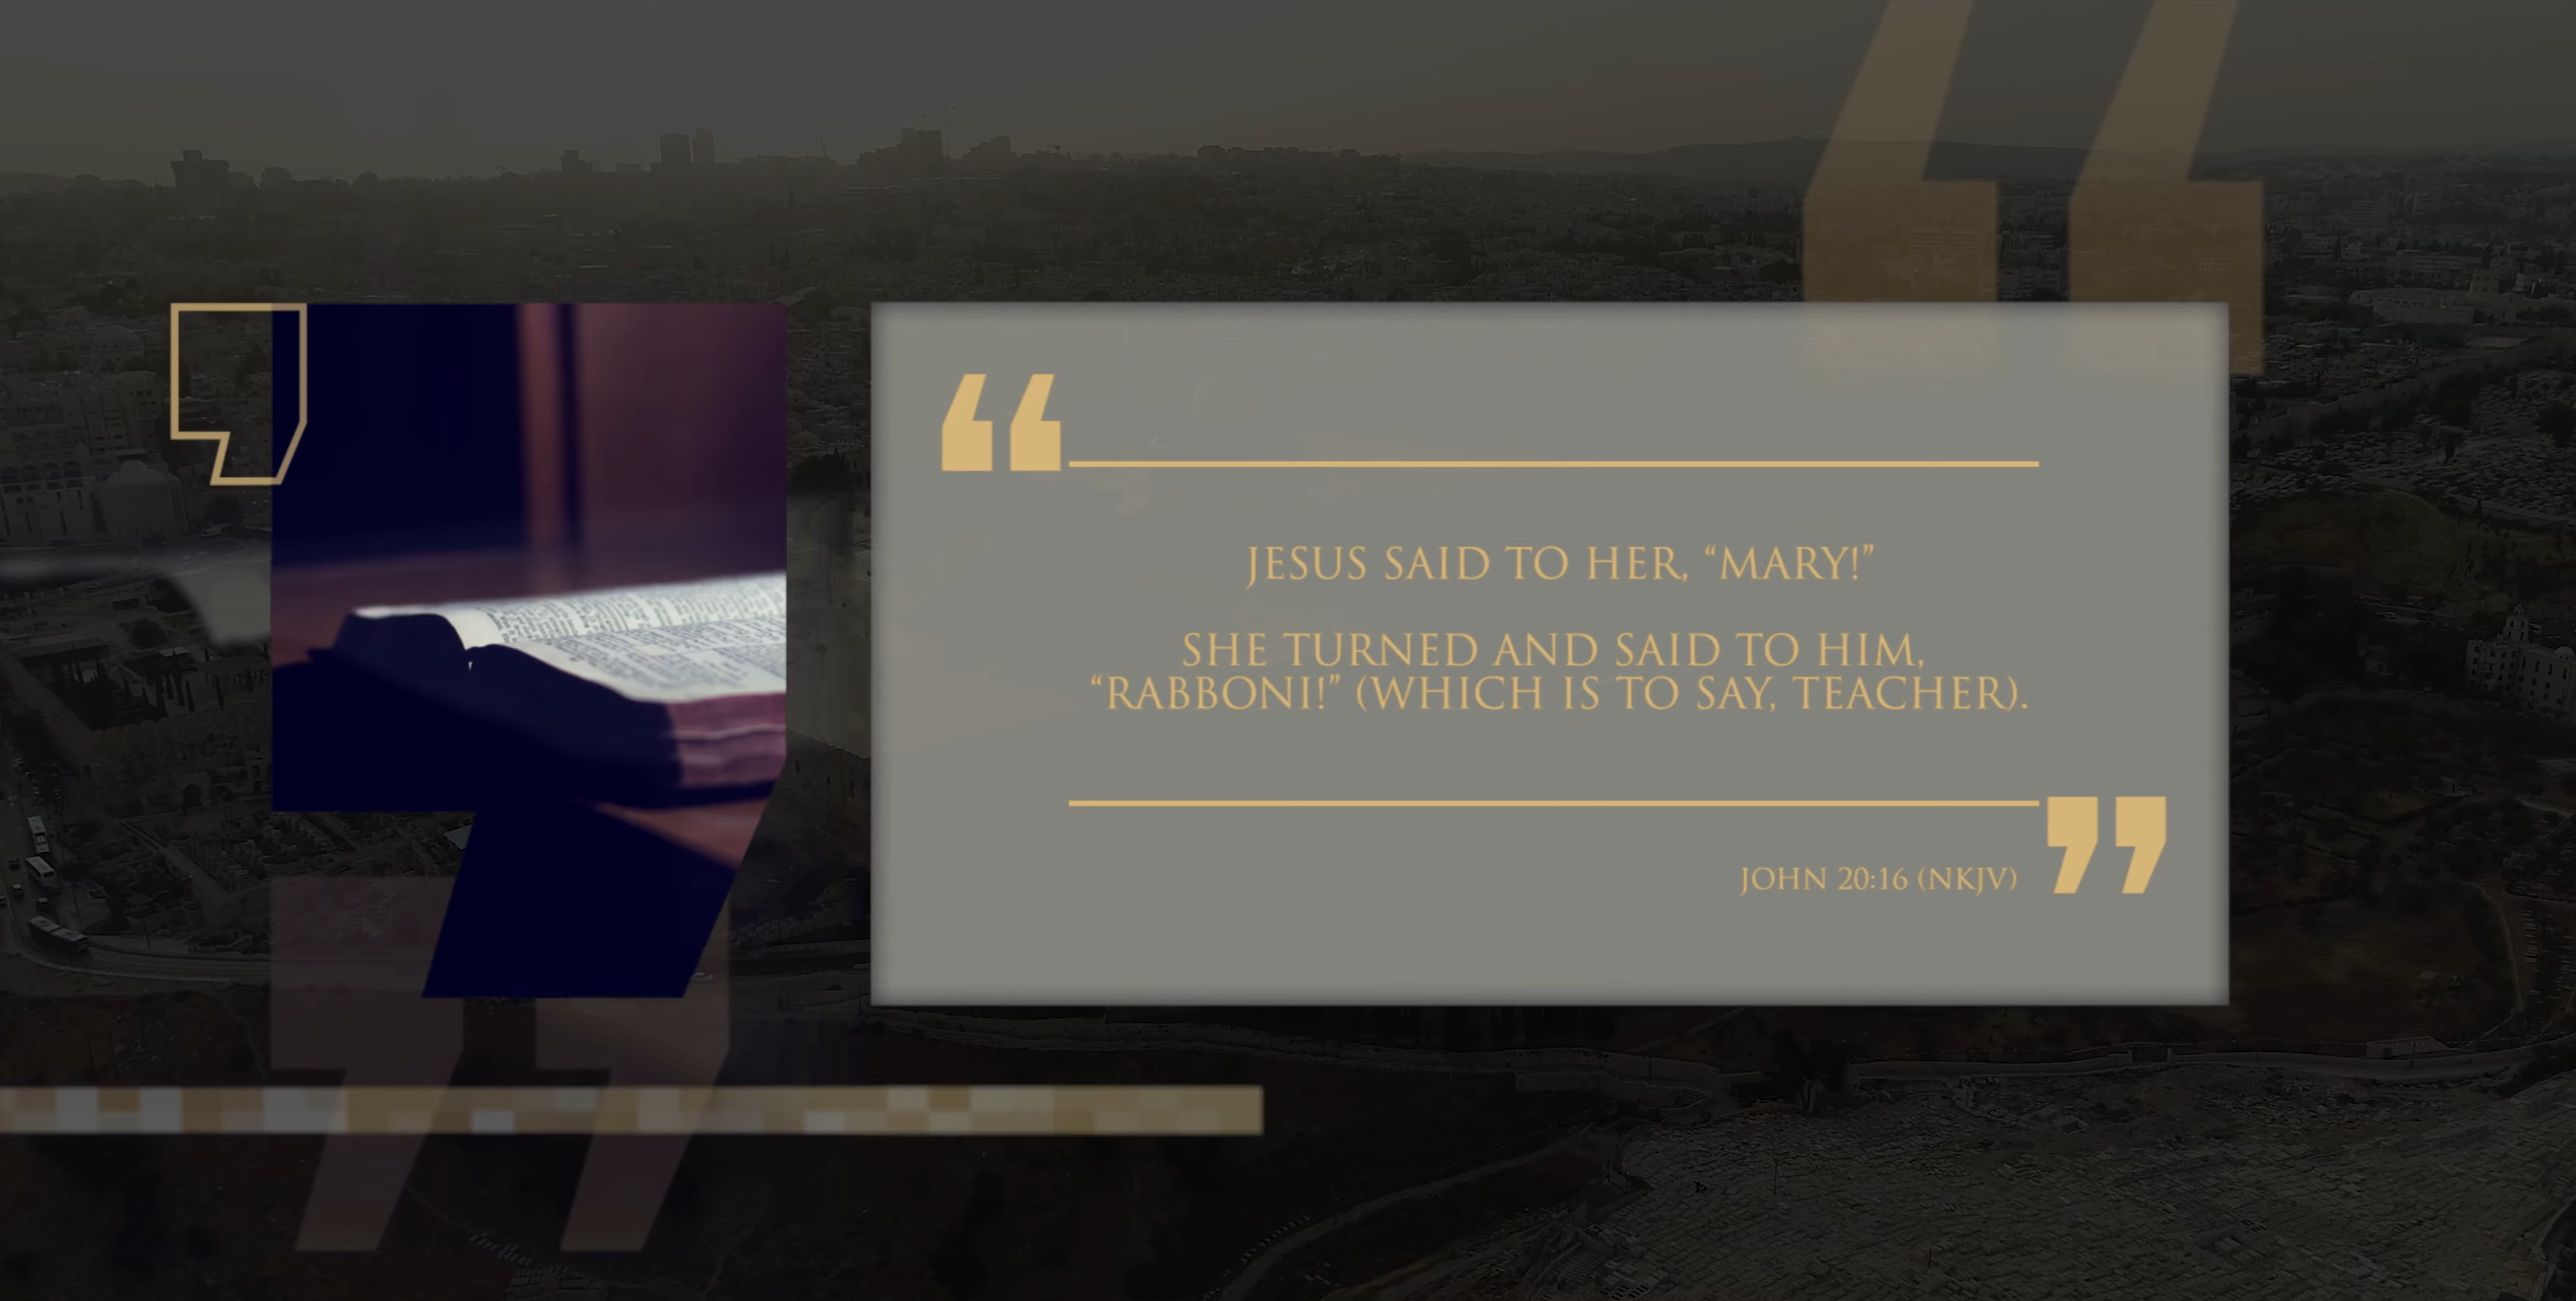 JESUS SAID TO HER, “MARY!”
SHE TURNED AND SAID TO HIM,
“RABBONI!” (WHICH IS TO SAY, TEACHER).
JOHN 20:16 (NKJV)